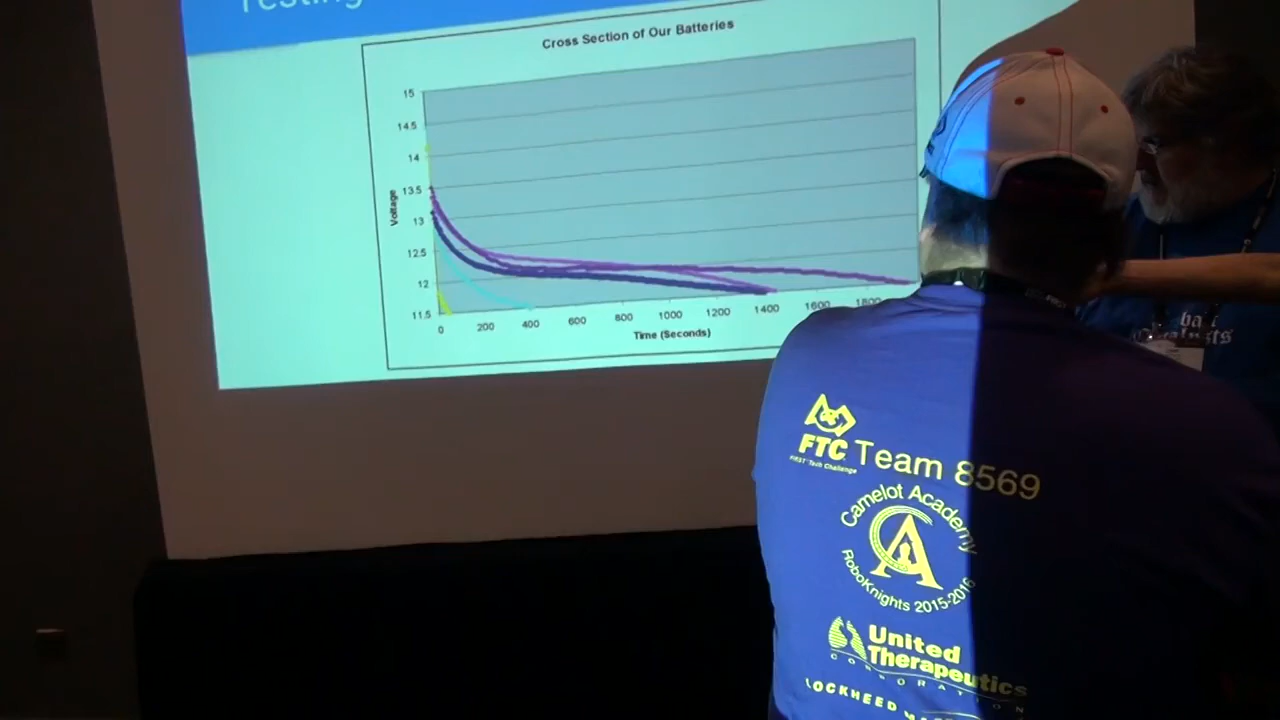 Testing
Cross Section of Our Batteries
15
14.5
14
13.5
13
12.5
12
11.5
Voltage
0 200 400 600 800 1000 1200 1400 1600 1800
Time (Seconds)
FTC Team 8569
FIRST Tech Challenge
Camelot Academy
CA
RoboKnights 2015-2016
United
Therapeutics
CORPORATION
LOCKHEED